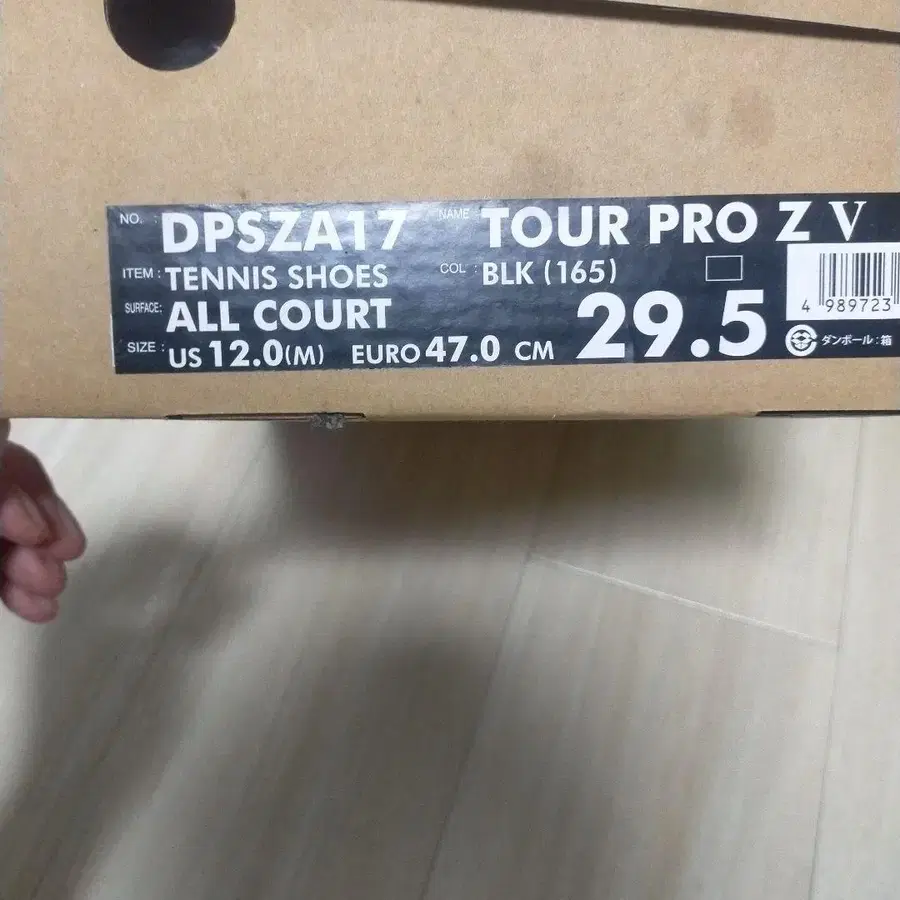 NO. : DPSZA17 NAME TOUR PRO Z V
ITEM : TENNIS SHOES COL : BLK (165)
SURFACE: ALL COURT
SIZE : US 12.0(M) EURO 47.0 CM 29.5
4 989723
ダンボール:箱